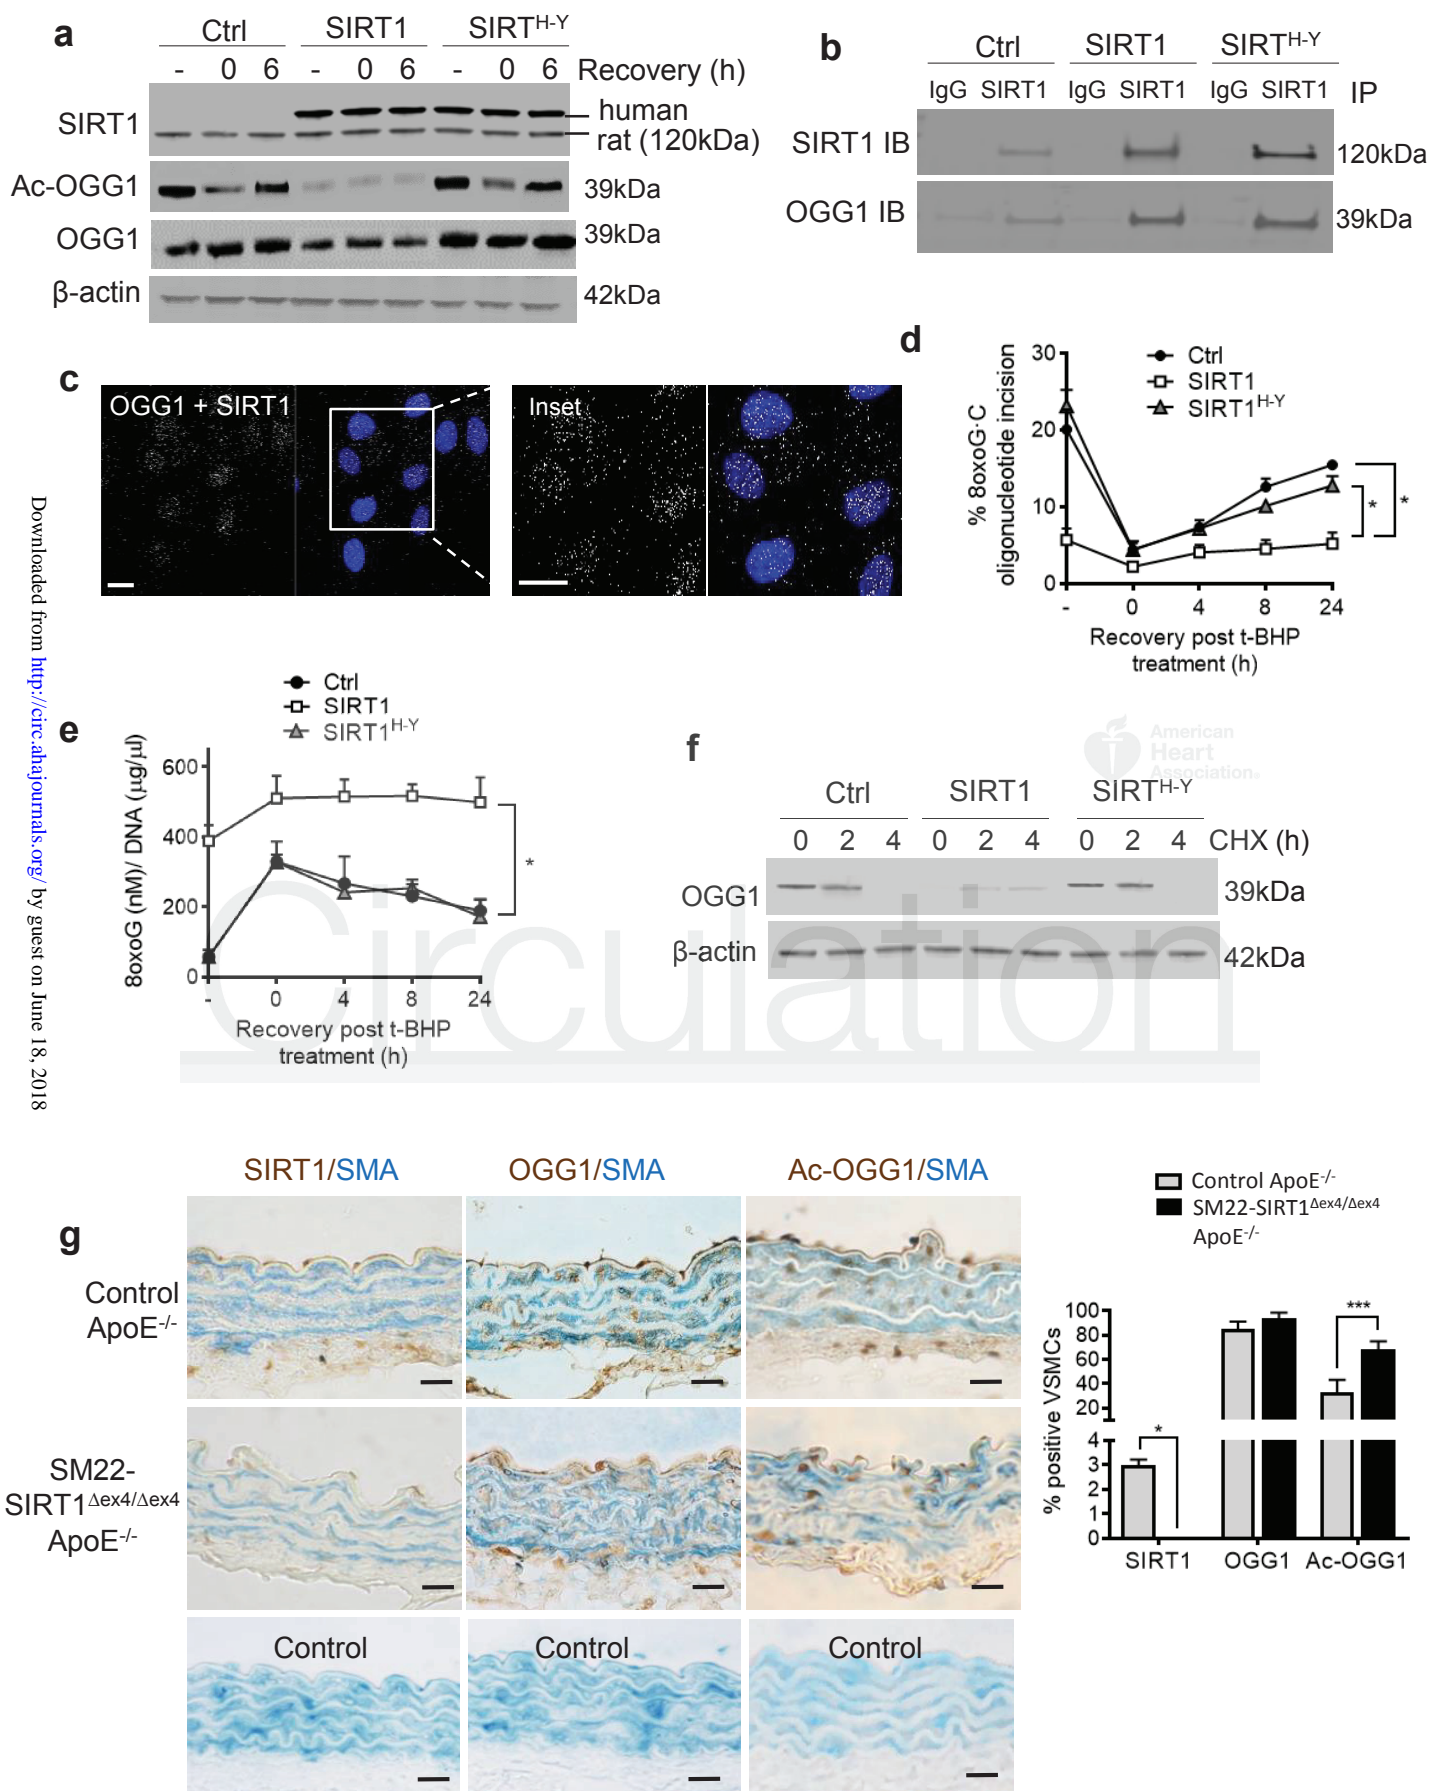 a
Ctrl SIRT1 SIRTH-Y
- 0 6 - 0 6 - 0 6 Recovery (h)
SIRT1
human
rat (120kDa)
Ac-OGG1 39kDa
OGG1 39kDa
β-actin 42kDa
b
Ctrl SIRT1 SIRTH-Y
IgG SIRT1 IgG SIRT1 IgG SIRT1 IP
SIRT1 IB 120kDa
OGG1 IB 39kDa
c
OGG1 + SIRT1
Inset
d
Ctrl
SIRT1
SIRT1H-Y
% 8oxoG·C
oligonucleotide incision
30
20
10
0
- 0 4 8 24
* *
Recovery post t-BHP
treatment (h)
e
Ctrl
SIRT1
SIRT1H-Y
8oxoG (nM)/ DNA (µg/µl)
600
400
200
0
- 0 4 8 24
*
Recovery post t-BHP
treatment (h)
f
American
Heart
Association®
Ctrl SIRT1 SIRTH-Y
0 2 4 0 2 4 0 2 4 CHX (h)
OGG1 39kDa
β-actin 42kDa
Circulation
g
SIRT1/SMA OGG1/SMA Ac-OGG1/SMA
Control
ApoE-/-
SM22-
SIRT1Δex4/Δex4
ApoE-/-
Control Control Control
Control ApoE-/-
SM22-SIRT1Δex4/Δex4
ApoE-/-
% positive VSMCs
100
80
60
40
20
4
3
2
1
0
* ***
SIRT1 OGG1 Ac-OGG1
Downloaded from http://circ.ahajournals.org/ by guest on June 18, 2018